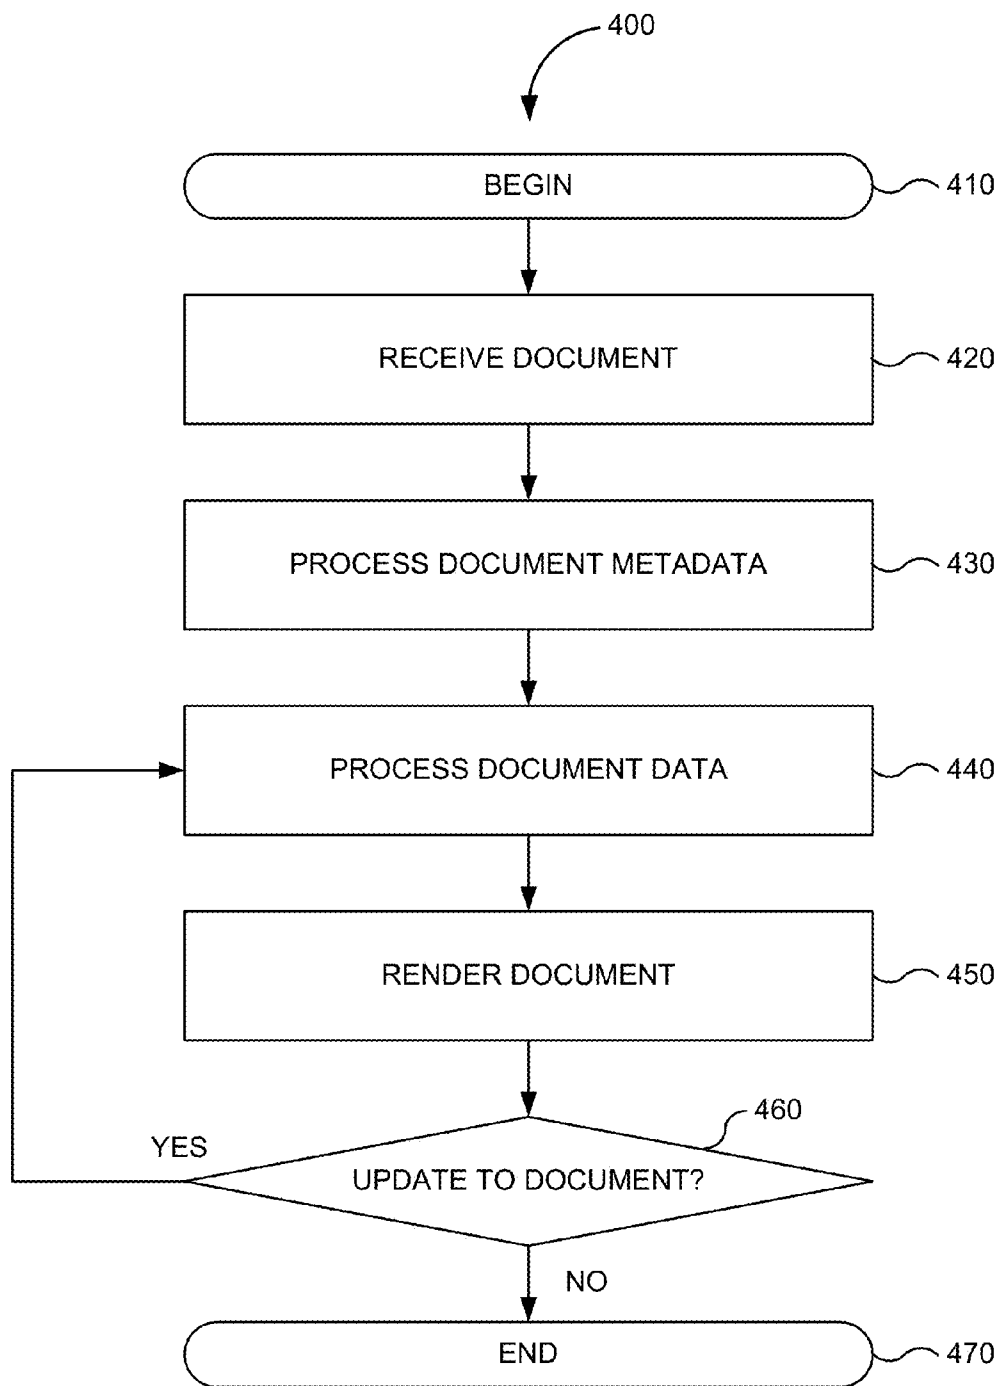 400
BEGIN
410
RECEIVE DOCUMENT
420
PROCESS DOCUMENT METADATA
430
PROCESS DOCUMENT DATA
440
RENDER DOCUMENT
450
460
YES
UPDATE TO DOCUMENT?
NO
END
470